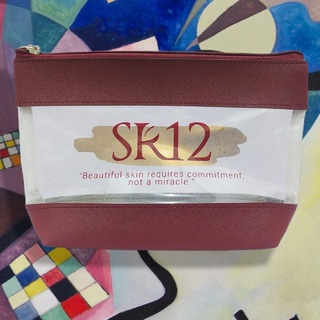 SK12
"Beautiful skin requires commitment,
not a miracle"